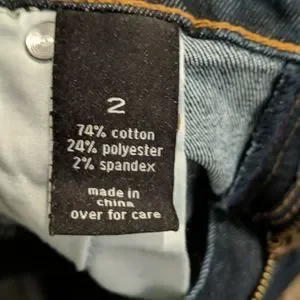 2
74% cotton
24% polyester
2% spandex
made in
china
over for care